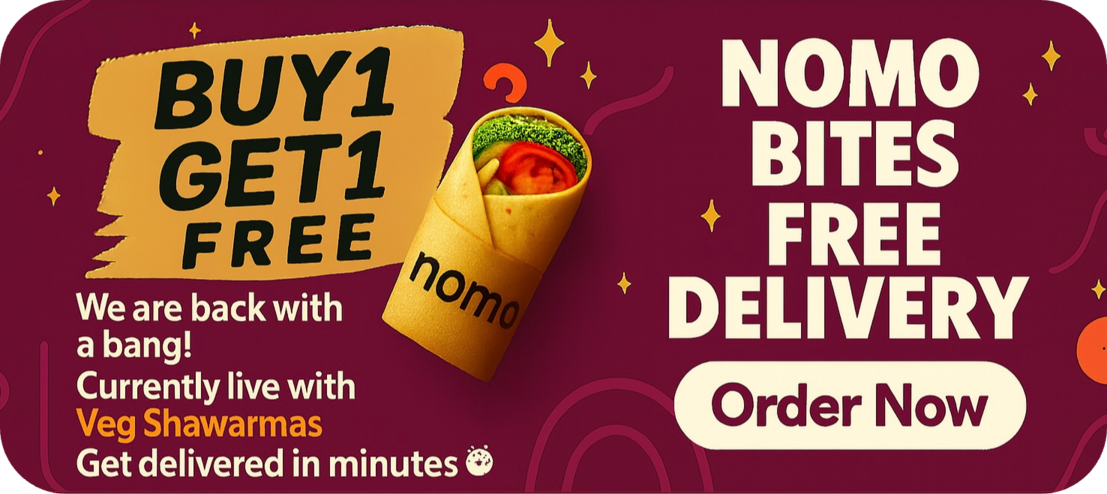 BUY1
GET1
FREE
nomo
We are back with
a bang!
Currently live with
Veg Shawarmas
Get delivered in minutes
NOMO
BITES
FREE
DELIVERY
Order Now